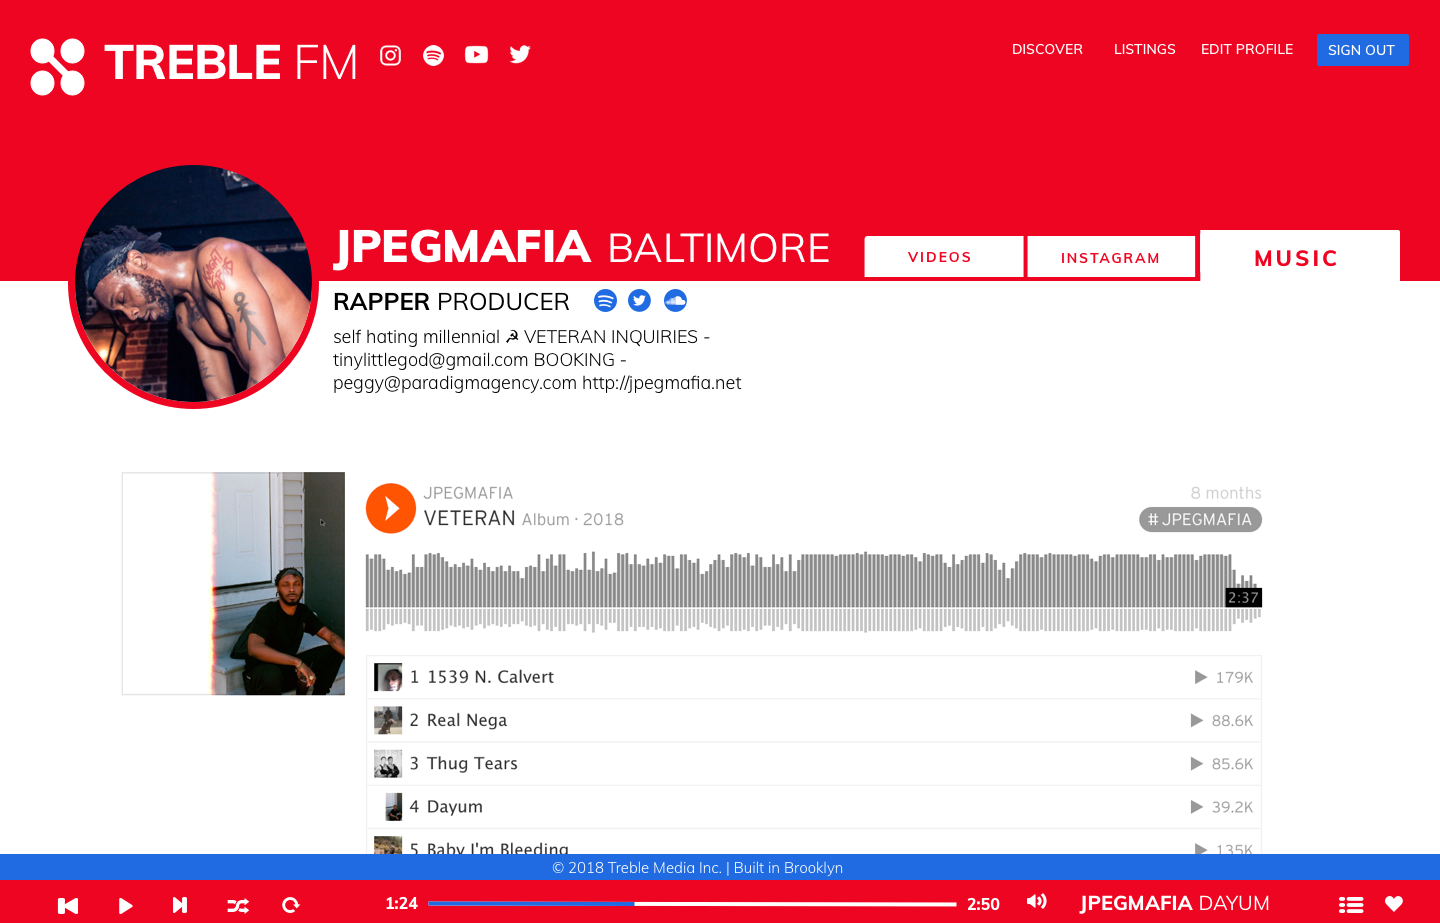 TREBLE FM
DISCOVER LISTINGS EDIT PROFILE SIGN OUT
JPEGMAFIA BALTIMORE
VIDEOS INSTAGRAM MUSIC
RAPPER PRODUCER
self hating millennial ☭ VETERAN INQUIRIES -
tinylittlegod@gmail.com BOOKING -
peggy@paradigmagency.com http://jpegmafia.net
JPEGMAFIA 8 months
VETERAN Album · 2018 # JPEGMAFIA
2:37
1 1539 N. Calvert 179K
2 Real Nega 88.6K
3 Thug Tears 85.6K
4 Dayum 39.2K
5 Baby I'm Bleeding 135K
© 2018 Treble Media Inc. | Built in Brooklyn
1:24 2:50 JPEGMAFIA DAYUM